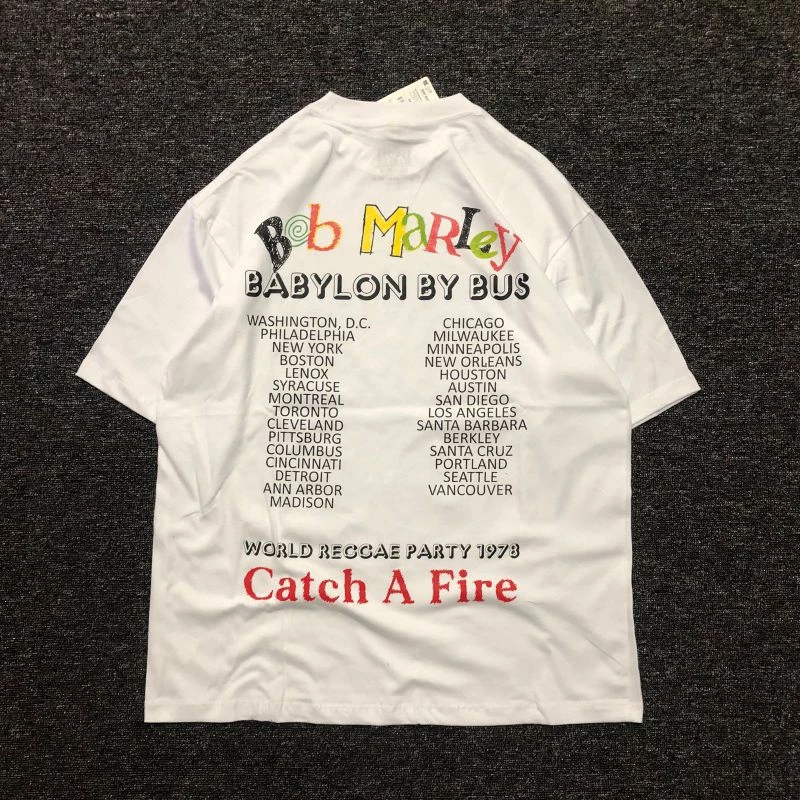 Bob Marley
BABYLON BY BUS
WASHINGTON, D.C.
PHILADELPHIA
NEW YORK
BOSTON
LENOX
SYRACUSE
MONTREAL
TORONTO
CLEVELAND
PITTSBURG
COLUMBUS
CINCINNATI
DETROIT
ANN ARBOR
MADISON
CHICAGO
MILWAUKEE
MINNEAPOLIS
NEW ORLEANS
HOUSTON
AUSTIN
SAN DIEGO
LOS ANGELES
SANTA BARBARA
BERKLEY
SANTA CRUZ
PORTLAND
SEATTLE
VANCOUVER
WORLD REGGAE PARTY 1978
Catch A Fire